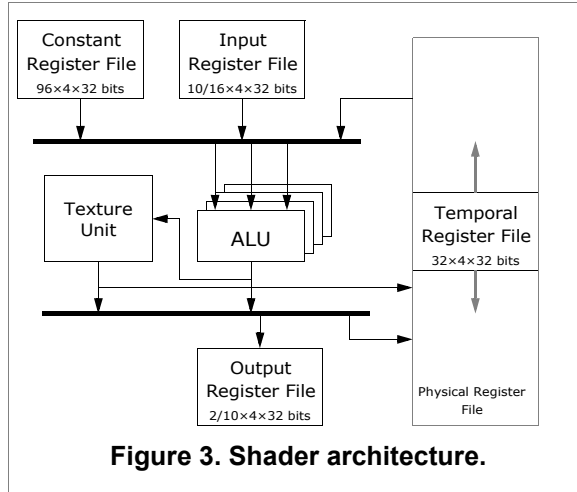 Constant
Register File
96×4×32 bits
Input
Register File
10/16×4×32 bits
Texture
Unit
ALU
Temporal
Register File
32×4×32 bits
Output
Register File
2/10×4×32 bits
Physical Register
File
Figure 3. Shader architecture.